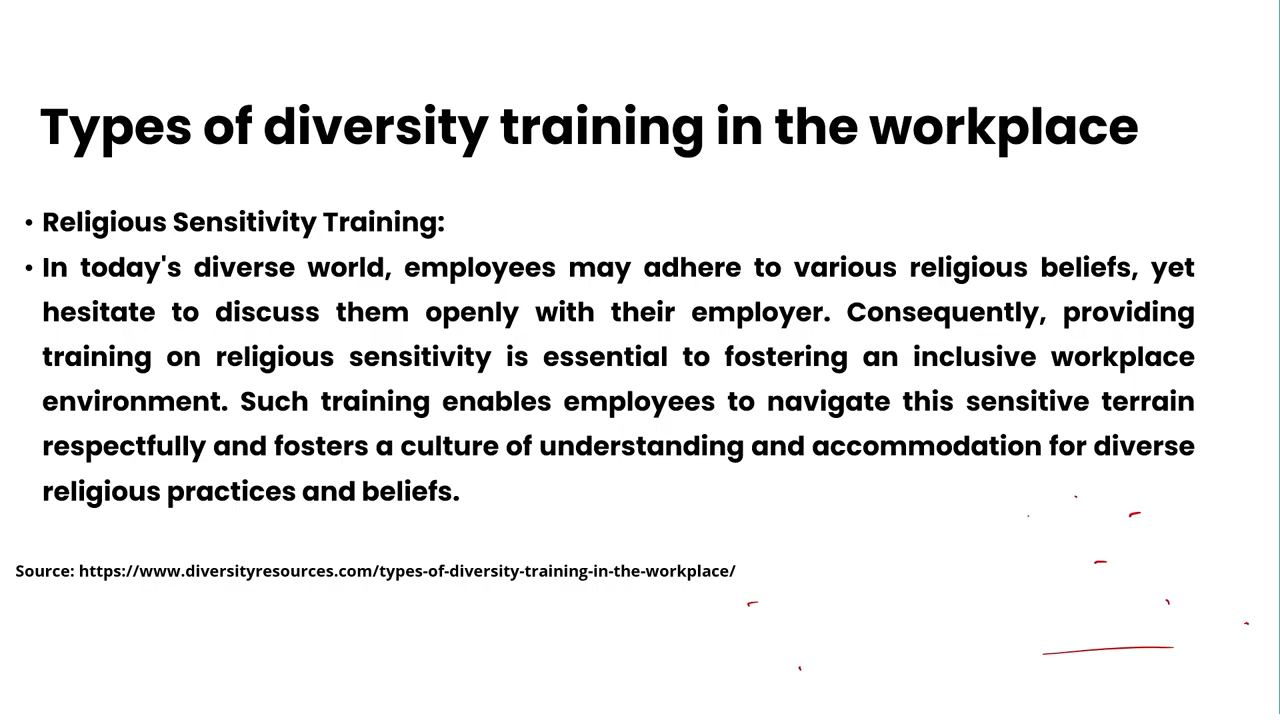 Types of diversity training in the workplace
• Religious Sensitivity Training:
• In today's diverse world, employees may adhere to various religious beliefs, yet
hesitate to discuss them openly with their employer. Consequently, providing
training on religious sensitivity is essential to fostering an inclusive workplace
environment. Such training enables employees to navigate this sensitive terrain
respectfully and fosters a culture of understanding and accommodation for diverse
religious practices and beliefs.
Source: https://www.diversityresources.com/types-of-diversity-training-in-the-workplace/